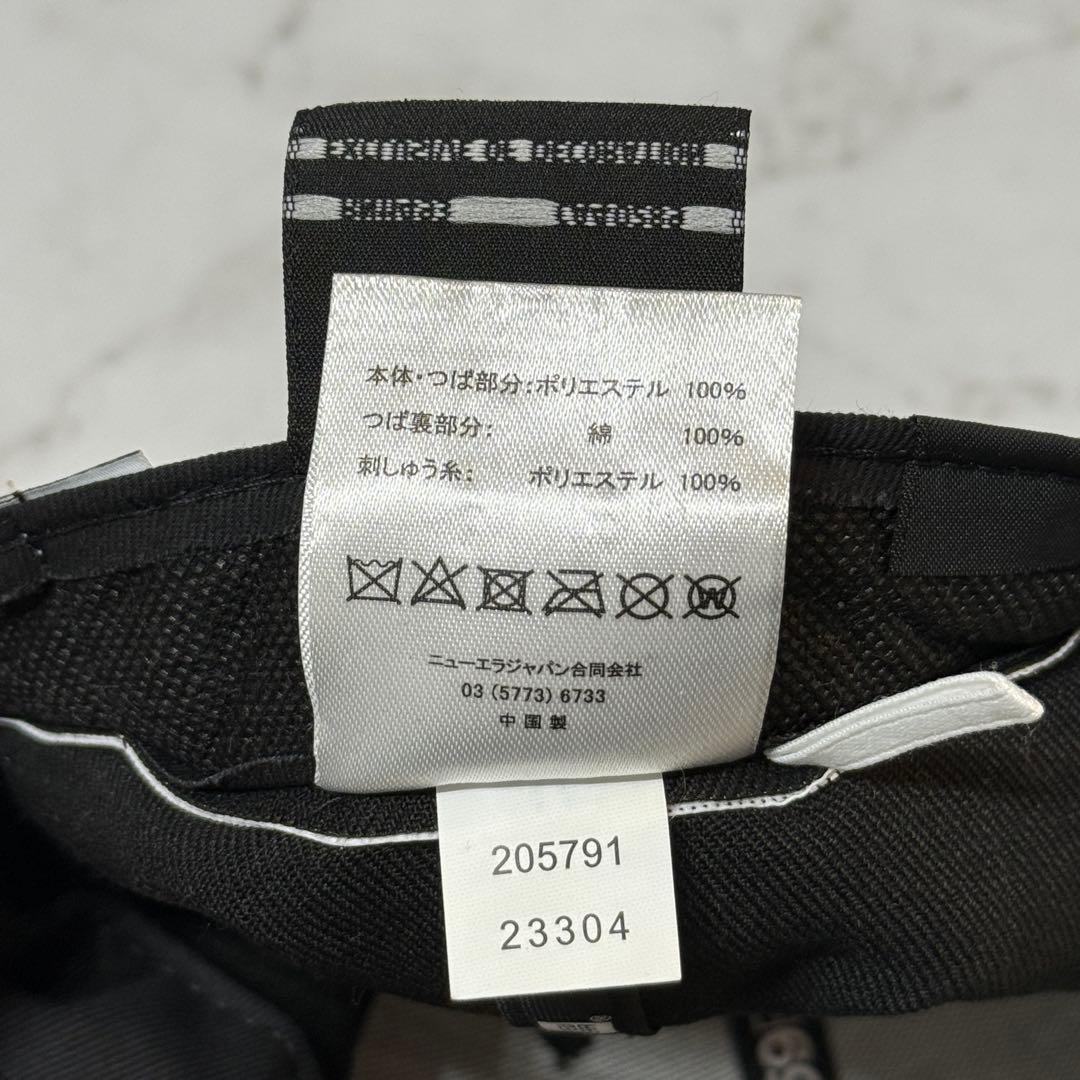 本体・つば部分:ポリエステル 100%
つば裏部分: 綿 100%
刺しゅう糸: ポリエステル 100%
ニューエラジャパン合同会社
03 (5773) 6733
中国製
205791
23304